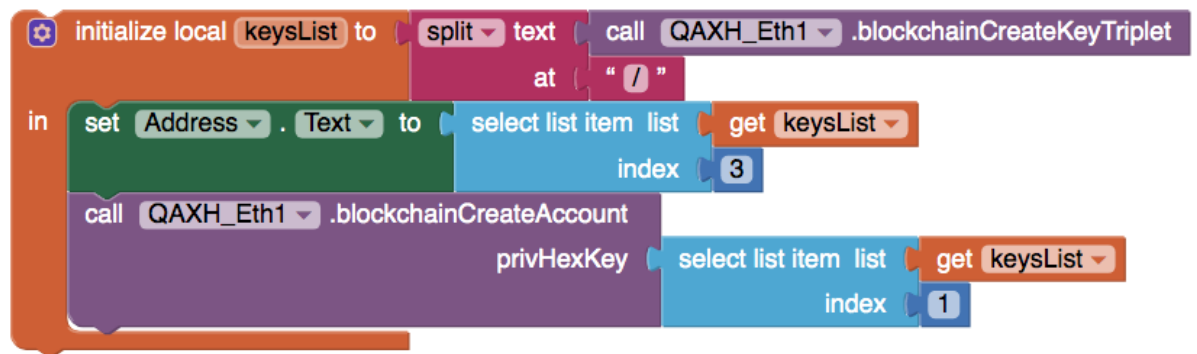 initialize local keysList to split text call QAXH_Eth1 .blockchainCreateKeyTriplet
at “ / ”
in set Address . Text to select list item list get keysList
index 3
call QAXH_Eth1 .blockchainCreateAccount
privHexKey select list item list get keysList
index 1